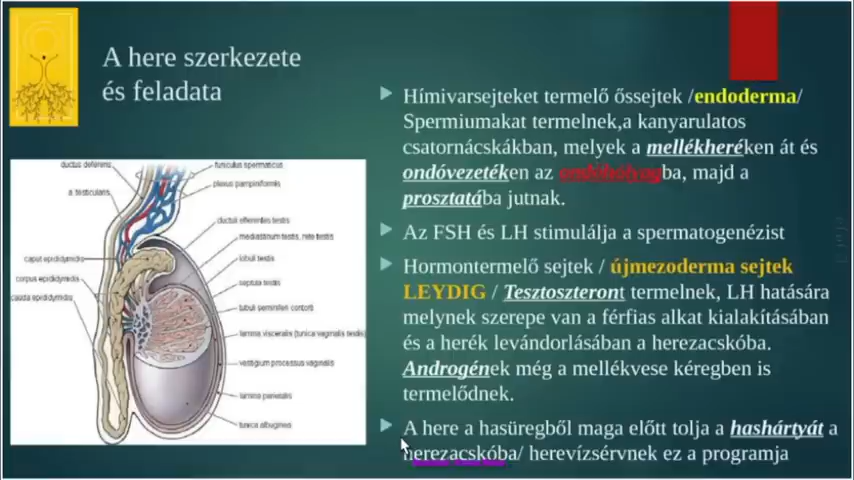 A here szerkezete
és feladata
Hímivarsejteket termelő őssejtek /endoderma/
Spermiumakat termelnek,a kanyarulatos
csatornácskákban, melyek a mellékheréken át és
ondóvezetéken az ondóhólyagba, majd a
prosztatába jutnak.
Az FSH és LH stimulálja a spermatogenézist
Hormontermelő sejtek / újmezoderma sejtek
LEYDIG / Tesztoszteront termelnek, LH hatására
melynek szerepe van a férfias alkat kialakításában
és a herék levándorlásában a herezacskóba.
Androgének még a mellékvese kéregben is
termelődnek.
A here a hasüregből maga előtt tolja a hashártyát a
herezacskóba/ herevízsérvnek ez a programja
ductus deferens
a. testicularis
caput epididymidis
corpus epididymidis
cauda epididymidis
funiculus spermaticus
plexus pampiniformis
ductuli efferentes testis
mediastinum testis, rete testis
lobuli testis
septula testis
tubuli seminiferi contorti
lamina visceralis (tunica vaginalis testis)
vestigium processus vaginalis
lamina parietalis
tunica albuginea